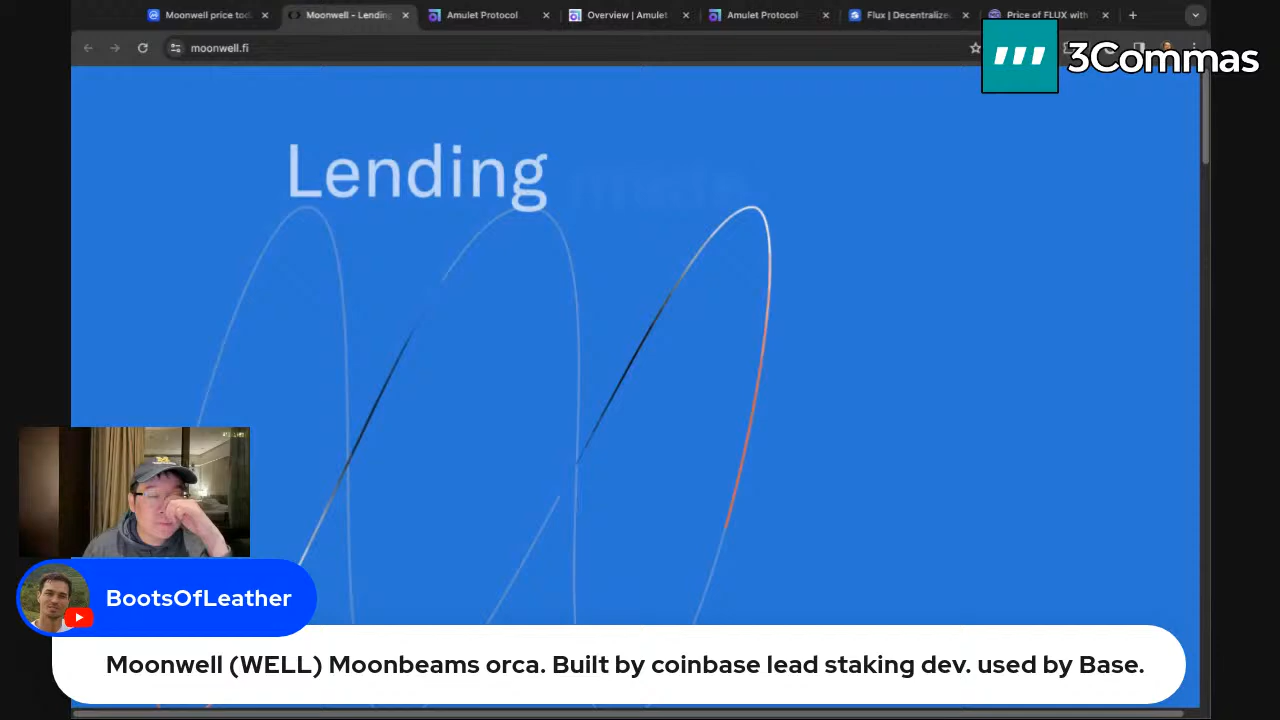 Moonwell price tod
Moonwell - Lending
Amulet Protocol
Overview | Amulet
Amulet Protocol
Flux | Decentralize
Price of FLUX with
moonwell.fi
3Commas
Lending
BootsOfLeather
Moonwell (WELL) Moonbeams orca. Built by coinbase lead staking dev. used by Base.